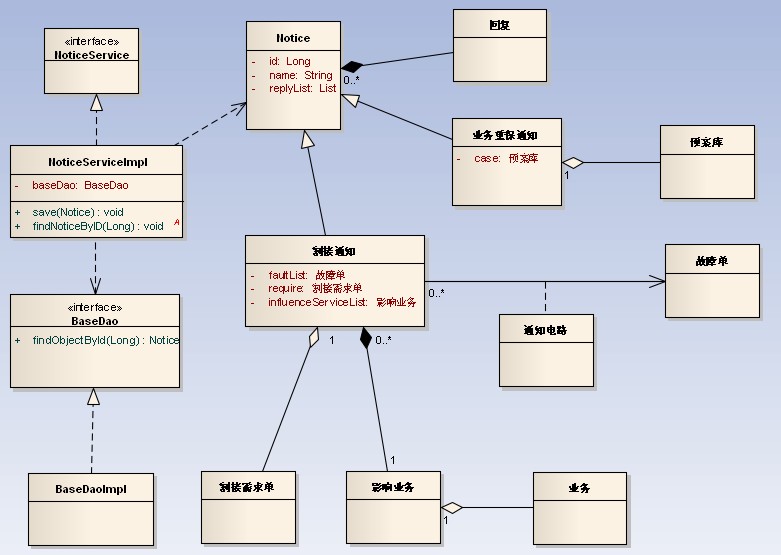 «interface»
NoticeService
Notice
- id: Long
- name: String
- replyList: List
0..*
回复
NoticeServiceImpl
- baseDao: BaseDao
+ save(Notice) : void
+ findNoticeByID(Long) : void
A
业务重保通知
- case: 预案库
1
预案库
割接通知
- faultList: 故障单
- require: 割接需求单
- influenceServiceList: 影响业务
0..*
故障单
通知电路
1
0..*
«interface»
BaseDao
+ findObjectById(Long) : Notice
BaseDaoImpl
割接需求单
1
影响业务
1
业务